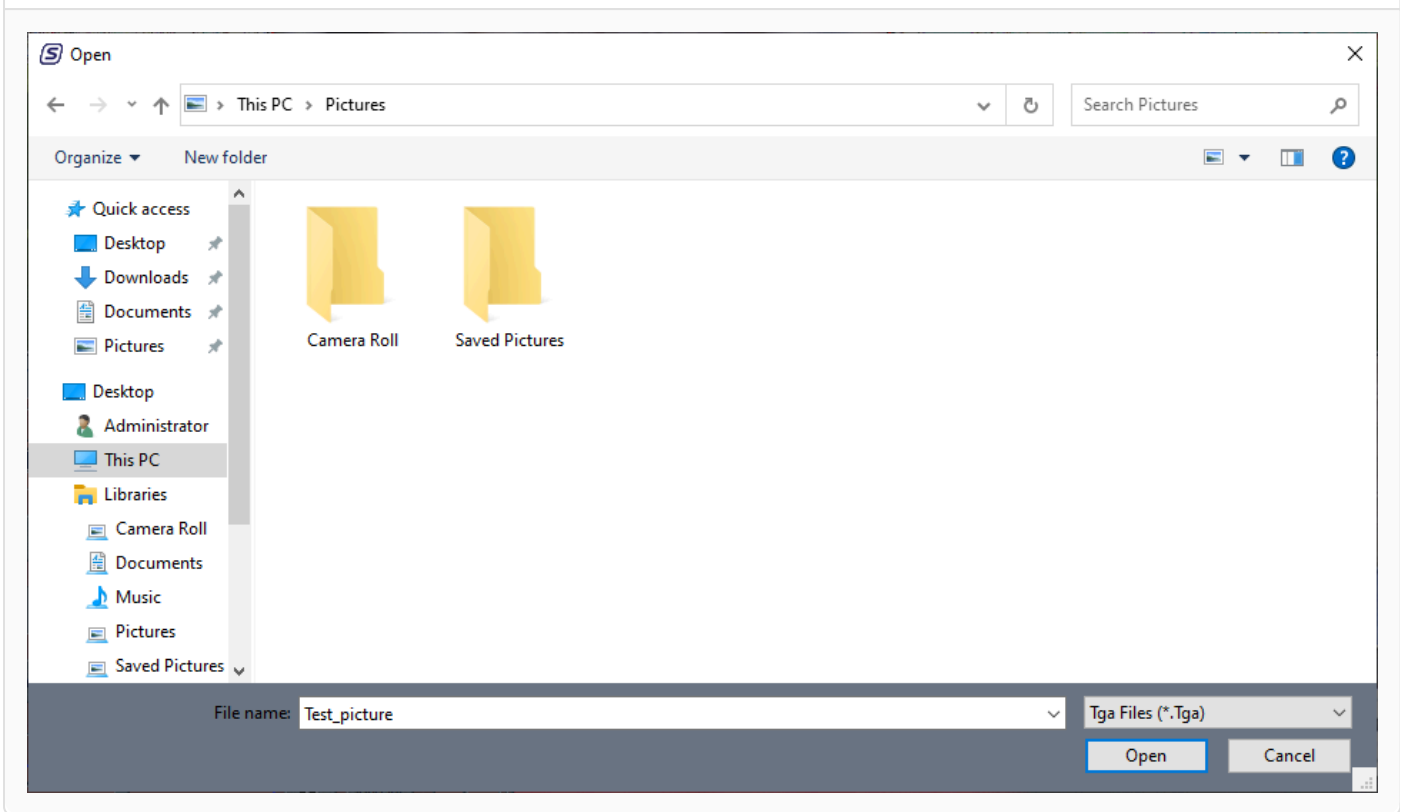 Open
This PC > Pictures
Search Pictures
Organize
New folder
Quick access
Desktop
Downloads
Documents
Pictures
Desktop
Administrator
This PC
Libraries
Camera Roll
Documents
Music
Pictures
Saved Pictures
Camera Roll
Saved Pictures
File name: Test_picture
Tga Files (*.Tga)
Open
Cancel